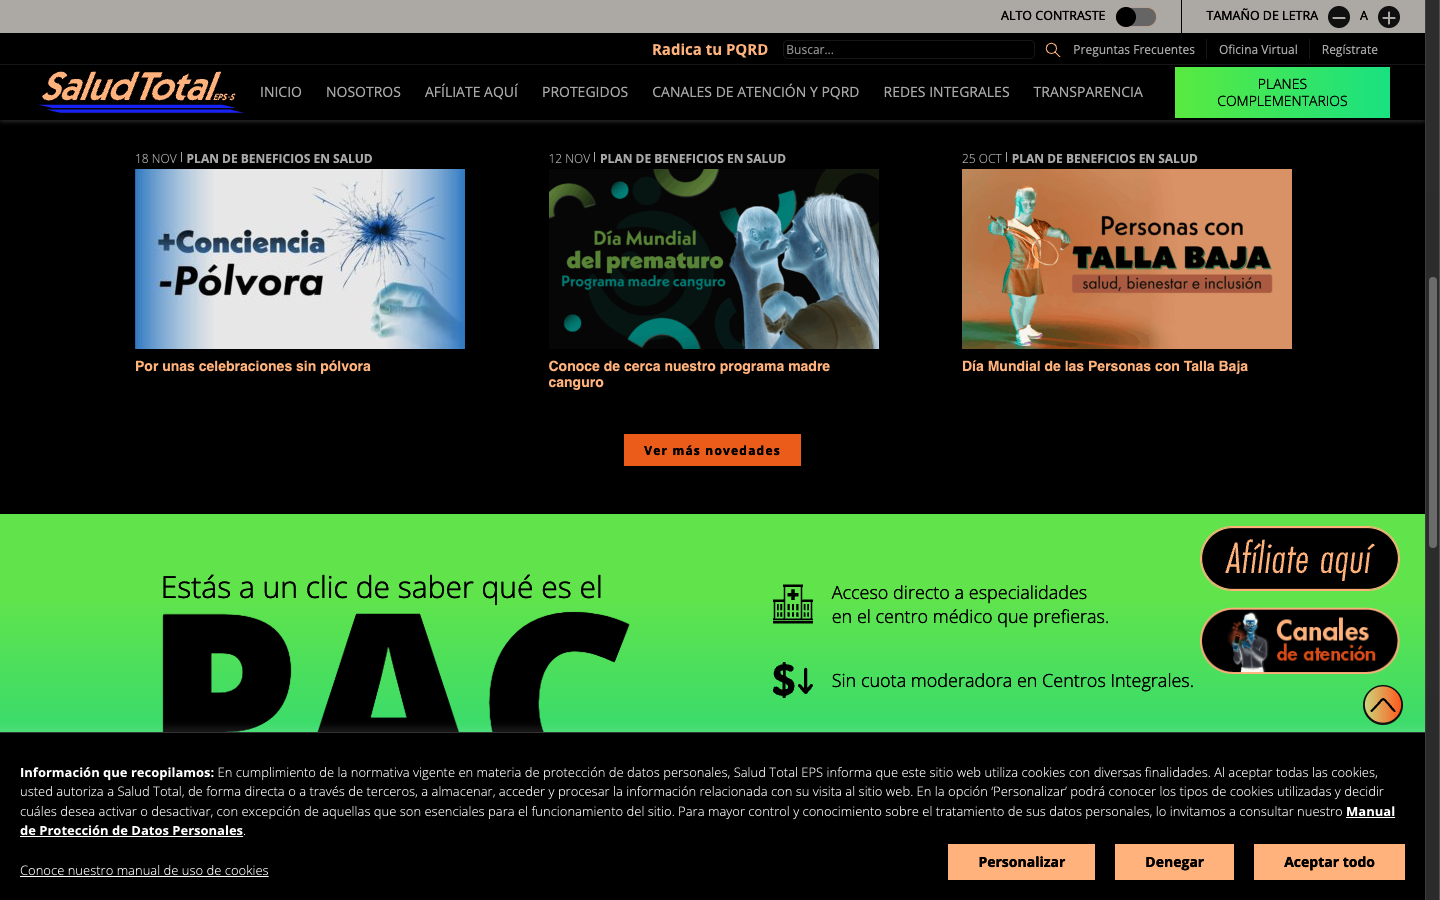 ALTO CONTRASTE
TAMAÑO DE LETRA
A
Radica tu PQRD
Buscar...
Preguntas Frecuentes
Oficina Virtual
Regístrate
SaludTotal EPS-S
INICIO
NOSOTROS
AFÍLIATE AQUÍ
PROTEGIDOS
CANALES DE ATENCIÓN Y PQRD
REDES INTEGRALES
TRANSPARENCIA
PLANES
COMPLEMENTARIOS
18 NOV | PLAN DE BENEFICIOS EN SALUD
+Conciencia
-Pólvora
Por unas celebraciones sin pólvora
12 NOV | PLAN DE BENEFICIOS EN SALUD
Día Mundial
del prematuro
Programa madre canguro
Conoce de cerca nuestro programa madre
canguro
25 OCT | PLAN DE BENEFICIOS EN SALUD
Personas con
TALLA BAJA
salud, bienestar e inclusión
Día Mundial de las Personas con Talla Baja
Ver más novedades
Estás a un clic de saber qué es el
PAC
Acceso directo a especialidades
en el centro médico que prefieras.
Sin cuota moderadora en Centros Integrales.
Afíliate aquí
Canales
de atención
Información que recopilamos: En cumplimiento de la normativa vigente en materia de protección de datos personales, Salud Total EPS informa que este sitio web utiliza cookies con diversas finalidades. Al aceptar todas las cookies,
usted autoriza a Salud Total, de forma directa o a través de terceros, a almacenar, acceder y procesar la información relacionada con su visita al sitio web. En la opción 'Personalizar' podrá conocer los tipos de cookies utilizadas y decidir
cuáles desea activar o desactivar, con excepción de aquellas que son esenciales para el funcionamiento del sitio. Para mayor control y conocimiento sobre el tratamiento de sus datos personales, lo invitamos a consultar nuestro Manual
de Protección de Datos Personales.
Conoce nuestro manual de uso de cookies
Personalizar
Denegar
Aceptar todo